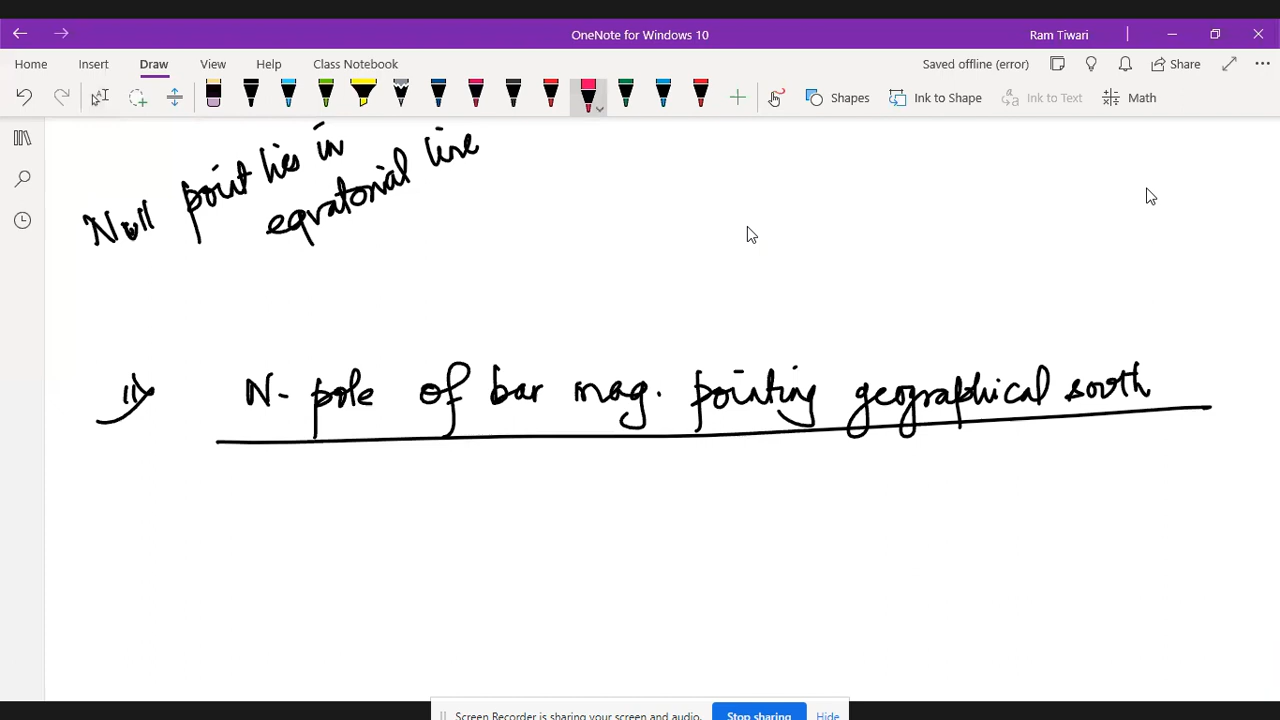 OneNote for Windows 10
Ram Tiwari
Home Insert Draw View Help Class Notebook
Saved offline (error) Share
Shapes Ink to Shape Ink to Text Math
Null point lies in
equatorial line
ii) N- pole of bar mag. pointing geographical south
Screen Recorder is sharing your screen and audio. Stop sharing Hide